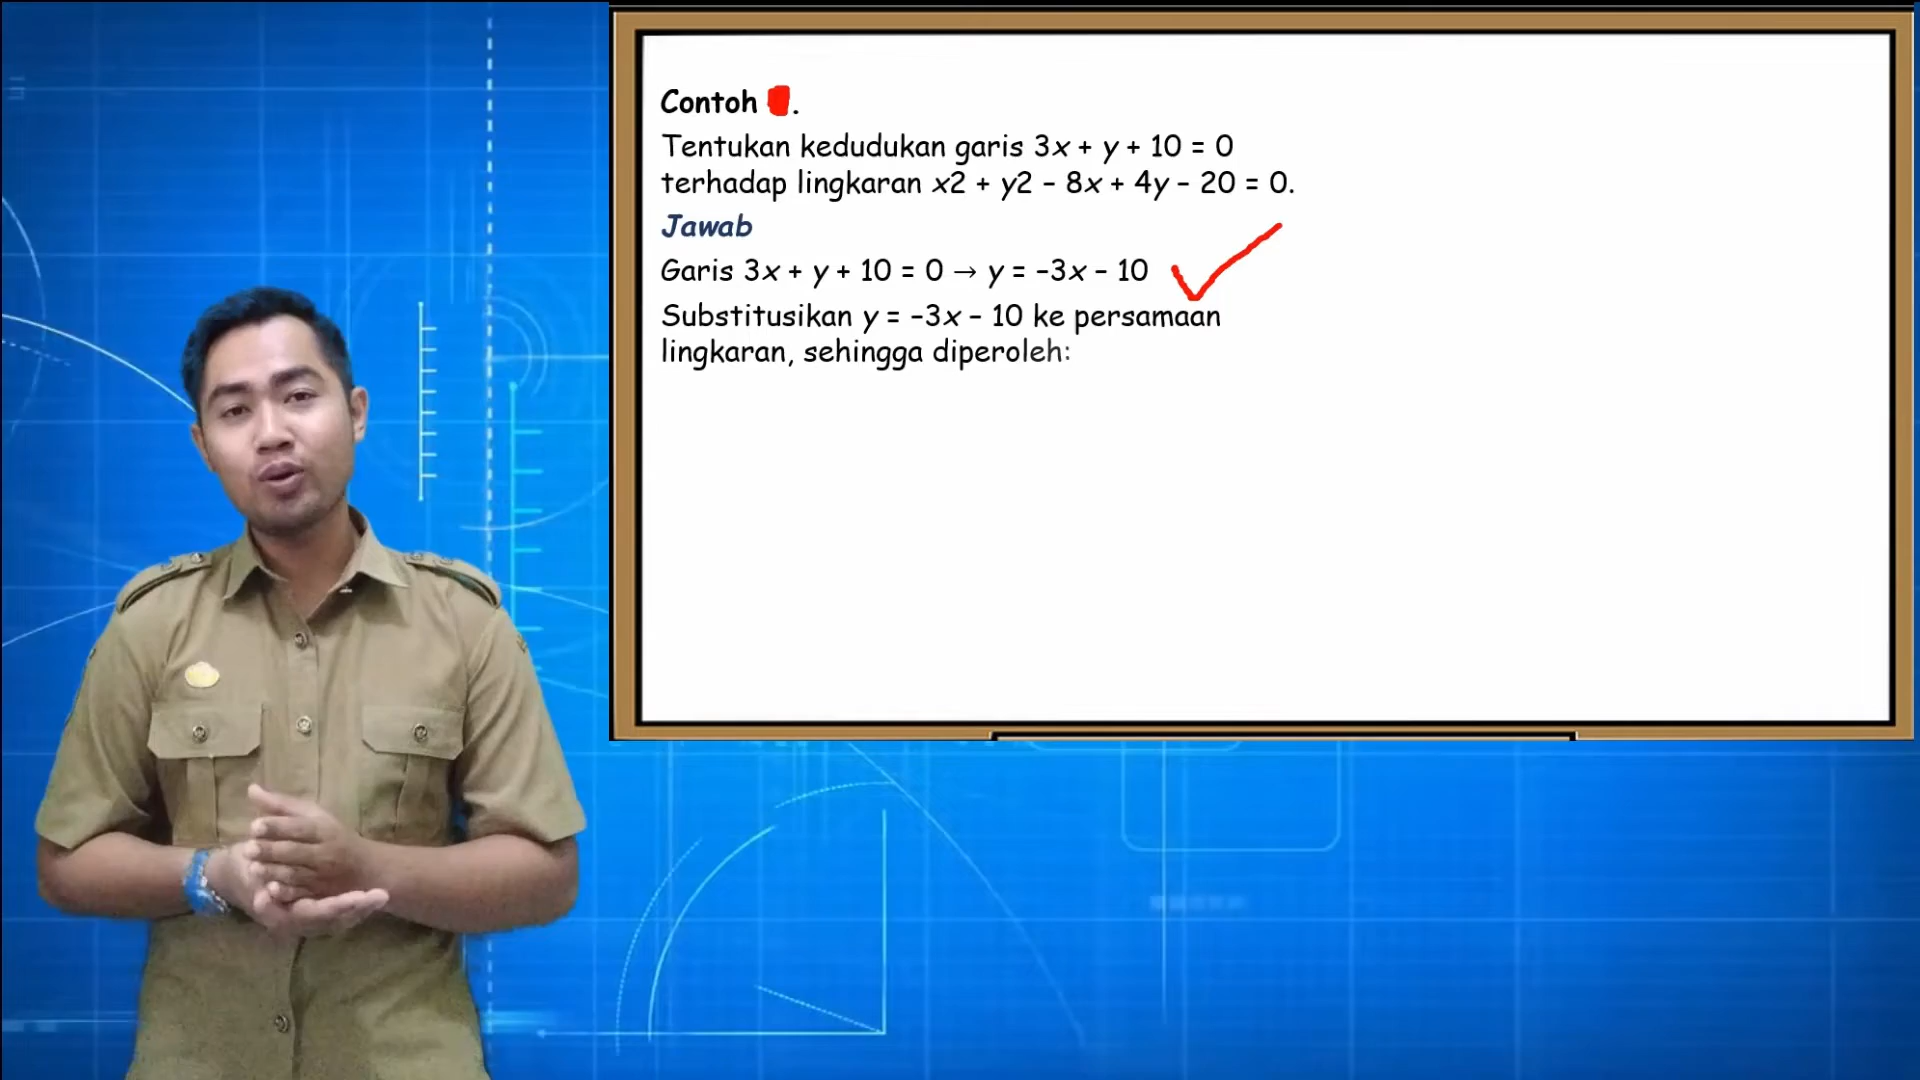 Contoh .
Tentukan kedudukan garis 3x + y + 10 = 0
terhadap lingkaran x2 + y2 – 8x + 4y – 20 = 0.
Jawab
Garis 3x + y + 10 = 0 → y = –3x – 10
Substitusikan y = –3x – 10 ke persamaan
lingkaran, sehingga diperoleh: